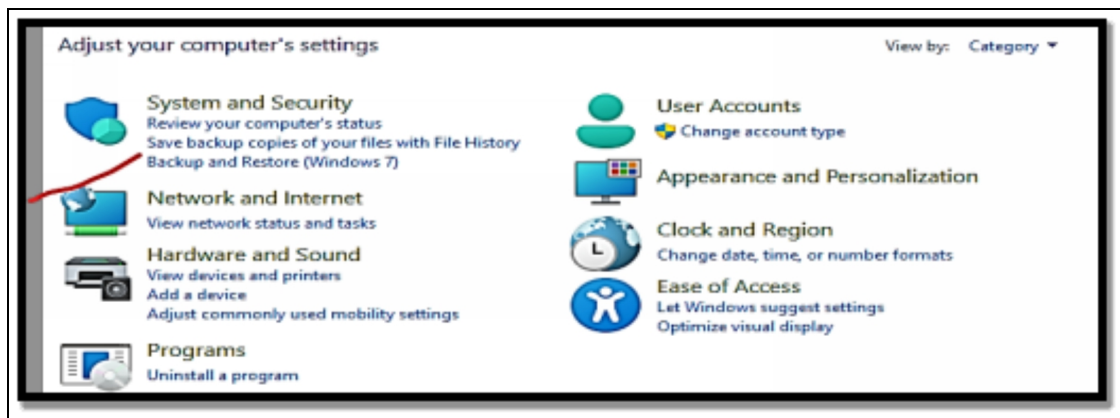 Adjust your computer's settings
View by: Category
System and Security
Review your computer's status
Save backup copies of your files with File History
Backup and Restore (Windows 7)
Network and Internet
View network status and tasks
Hardware and Sound
View devices and printers
Add a device
Adjust commonly used mobility settings
Programs
Uninstall a program
User Accounts
Change account type
Appearance and Personalization
Clock and Region
Change date, time, or number formats
Ease of Access
Let Windows suggest settings
Optimize visual display